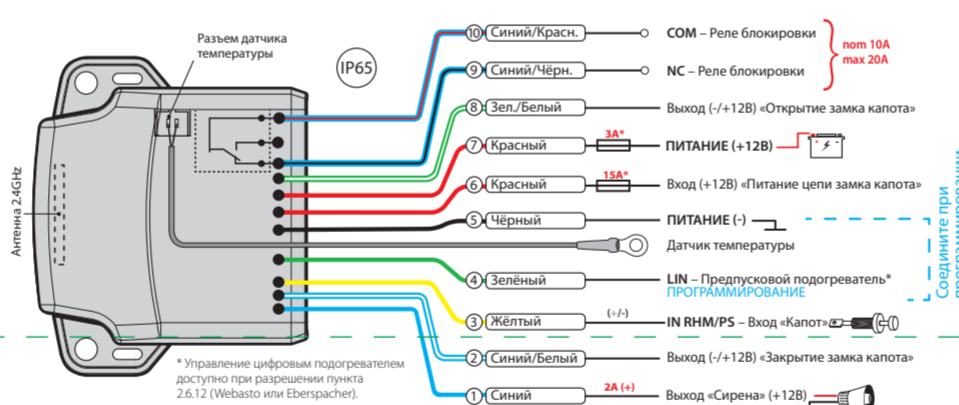 Разъем датчика
температуры
IP65
Антенна 2.4GHz
10 Синий/Красн. COM – Реле блокировки
nom 10A
max 20A
9 Синий/Чёрн. NC – Реле блокировки
8 Зел./Белый Выход (-/+12В) «Открытие замка капота»
7 Красный 3A* ПИТАНИЕ (+12В)
6 Красный 15A* Вход (+12В) «Питание цепи замка капота»
5 Чёрный ПИТАНИЕ (-)
Датчик температуры
4 Зелёный LIN – Предпусковой подогреватель*
ПРОГРАММИРОВАНИЕ
Соедините при
программировании
3 Жёлтый (+/-) IN RHM/PS – Вход «Капот»
2 Синий/Белый Выход (-/+12В) «Закрытие замка капота»
1 Синий 2A (+) Выход «Сирена» (+12В)
* Управление цифровым подогревателем
доступно при разрешении пункта
2.6.12 (Webasto или Eberspacher).